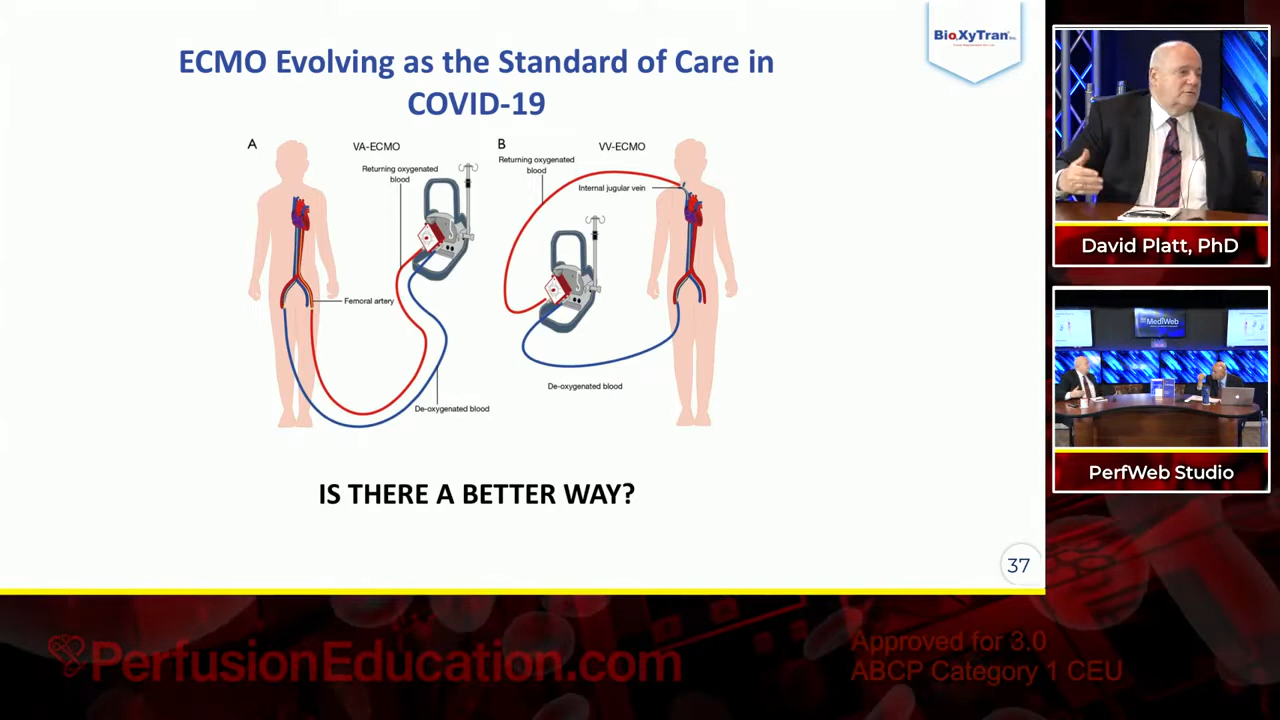 ECMO Evolving as the Standard of Care in
COVID-19
BioXyTran
A
VA-ECMO
Returning oxygenated
blood
Femoral artery
De-oxygenated blood
B
VV-ECMO
Returning oxygenated
blood
Internal jugular vein
De-oxygenated blood
IS THERE A BETTER WAY?
37
David Platt, PhD
MediWeb
PerfWeb Studio
PerfusionEducation.com
Approved for 3.0
ABCP Category 1 CEU